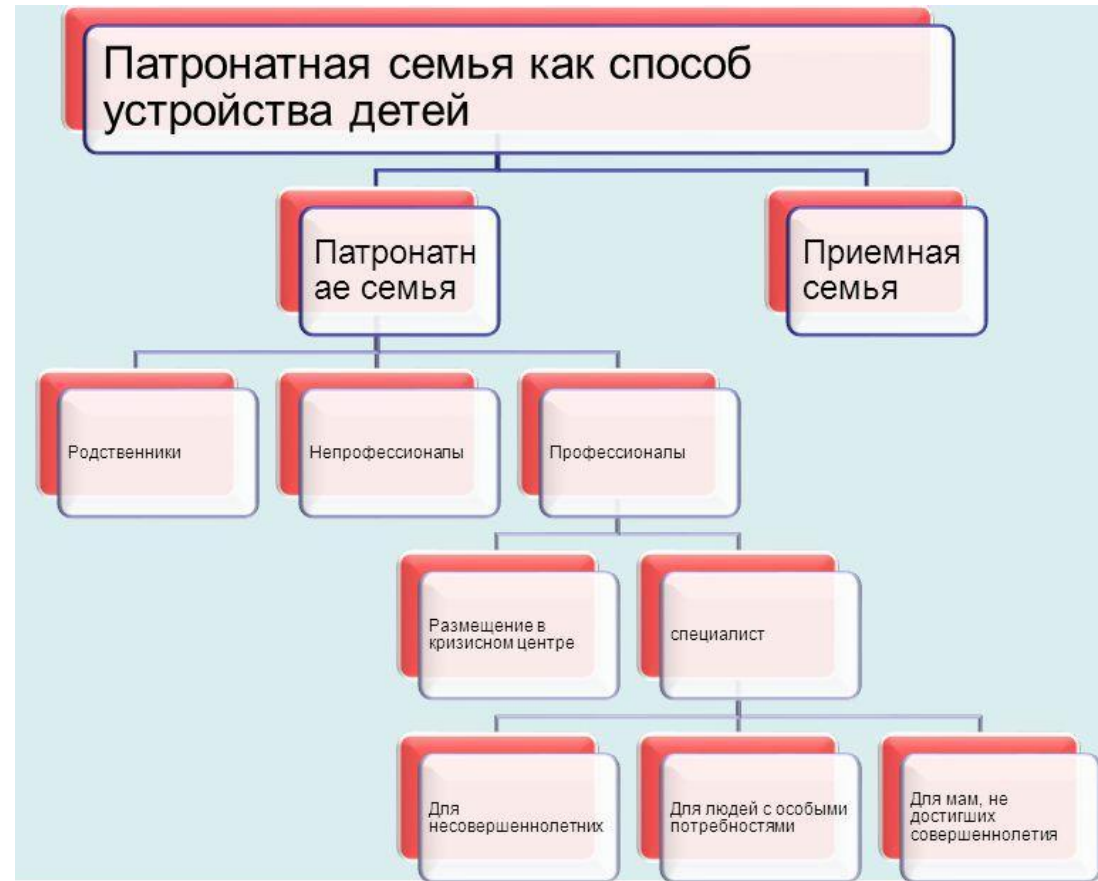 Патронатная семья как способ
устройства детей
Патронатн
ае семья
Приемная
семья
Родственники
Непрофессионалы
Профессионалы
Размещение в
кризисном центре
специалист
Для
несовершеннолетних
Для людей с особыми
потребностями
Для мам, не
достигших
совершеннолетия